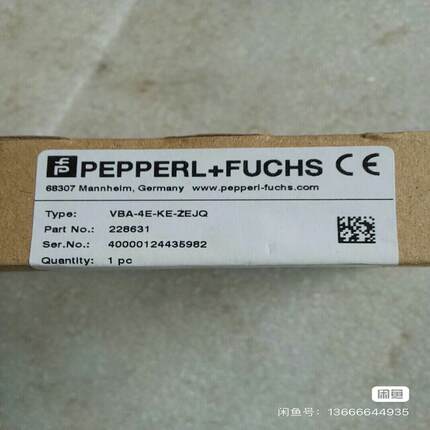 PEPPERL+FUCHS CE
68307 Mannheim, Germany www.pepperl-fuchs.com
Type: VBA-4E-KE-ZEJQ
Part No.: 228631
Ser.No.: 40000124435982
Quantity: 1 pc
闲鱼
闲鱼号：13666644935